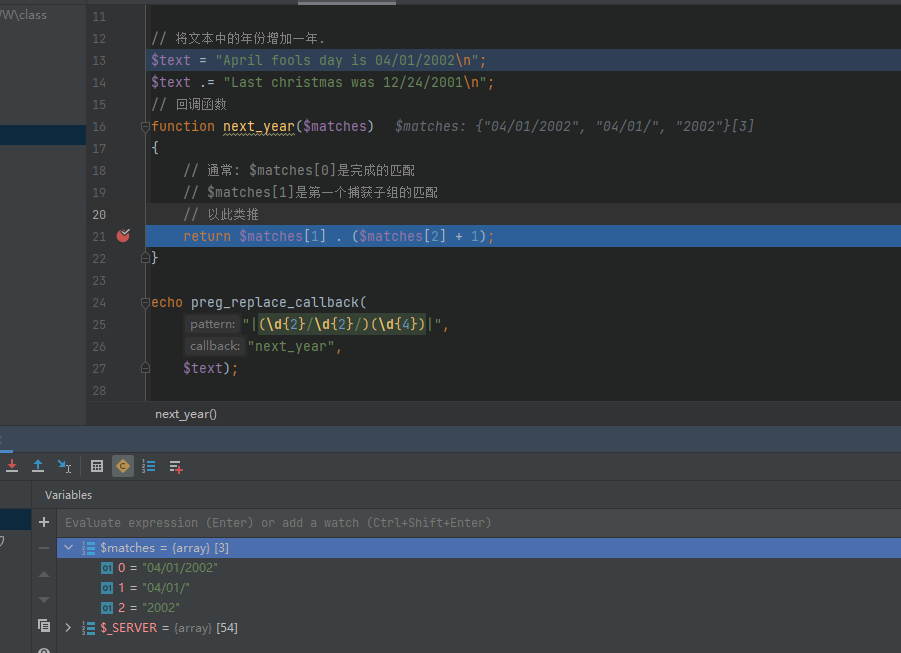 W\class
11
12 // 将文本中的年份增加一年.
13 $text = "April fools day is 04/01/2002\n";
14 $text .= "Last christmas was 12/24/2001\n";
15 // 回调函数
16 function next_year($matches) $matches: {"04/01/2002", "04/01/", "2002"}[3]
17 {
18 // 通常: $matches[0]是完成的匹配
19 // $matches[1]是第一个捕获子组的匹配
20 // 以此类推
21 return $matches[1] . ($matches[2] + 1);
22 }
23
24 echo preg_replace_callback(
25 pattern: "|(\d{2}/\d{2}/)(\d{4})|",
26 callback: "next_year",
27 $text);
28
next_year()
Variables
Evaluate expression (Enter) or add a watch (Ctrl+Shift+Enter)
$matches = {array} [3]
0 = "04/01/2002"
1 = "04/01/"
2 = "2002"
$_SERVER = {array} [54]